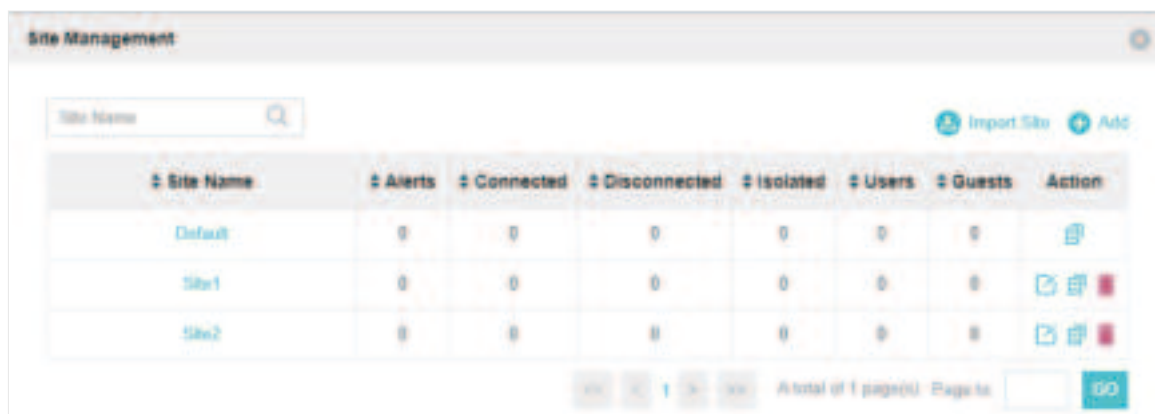 Site Management
Site Name
Import Site Add
Site Name Alerts Connected Disconnected Isolated Users Guests Action
Default 0 0 0 0 0 0
Site1 0 0 0 0 0 0
Site2 0 0 0 0 0 0
<< < 1 > >> A total of 1 page(s) Page to GO